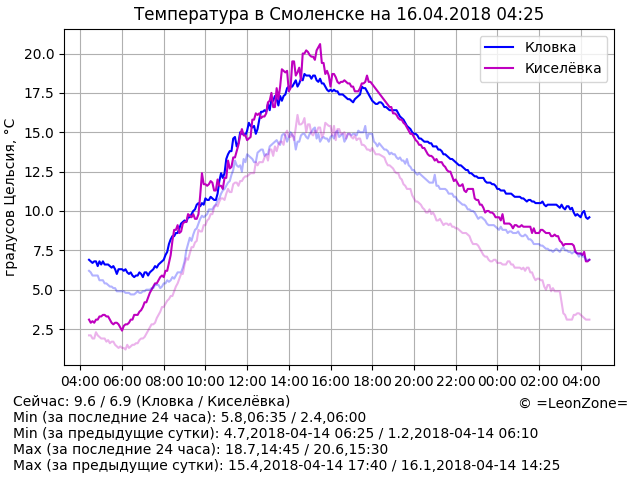 Температура в Смоленске на 16.04.2018 04:25
Кловка
Киселёвка
градусов Цельсия, °C
20.0
17.5
15.0
12.5
10.0
7.5
5.0
2.5
04:00 06:00 08:00 10:00 12:00 14:00 16:00 18:00 20:00 22:00 00:00 02:00 04:00
Сейчас: 9.6 / 6.9 (Кловка / Киселёвка)
© =LeonZone=
Min (за последние 24 часа): 5.8,06:35 / 2.4,06:00
Min (за предыдущие сутки): 4.7,2018-04-14 06:25 / 1.2,2018-04-14 06:10
Max (за последние 24 часа): 18.7,14:45 / 20.6,15:30
Max (за предыдущие сутки): 15.4,2018-04-14 17:40 / 16.1,2018-04-14 14:25